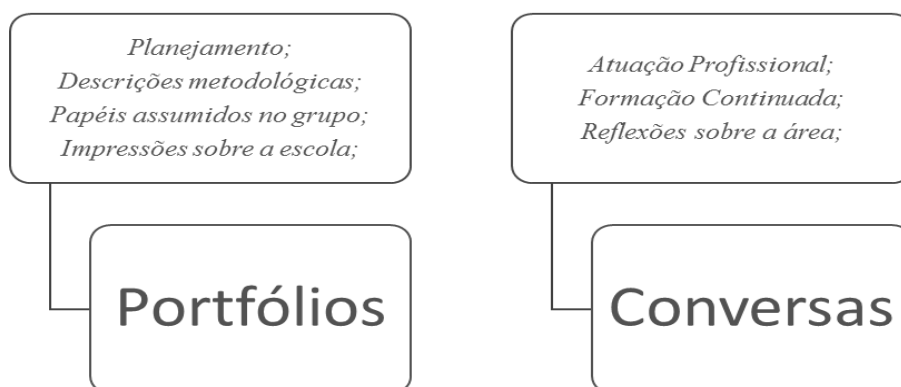 Planejamento;
Descrições metodológicas;
Papéis assumidos no grupo;
Impressões sobre a escola;
Portfólios
Atuação Profissional;
Formação Continuada;
Reflexões sobre a área;
Conversas